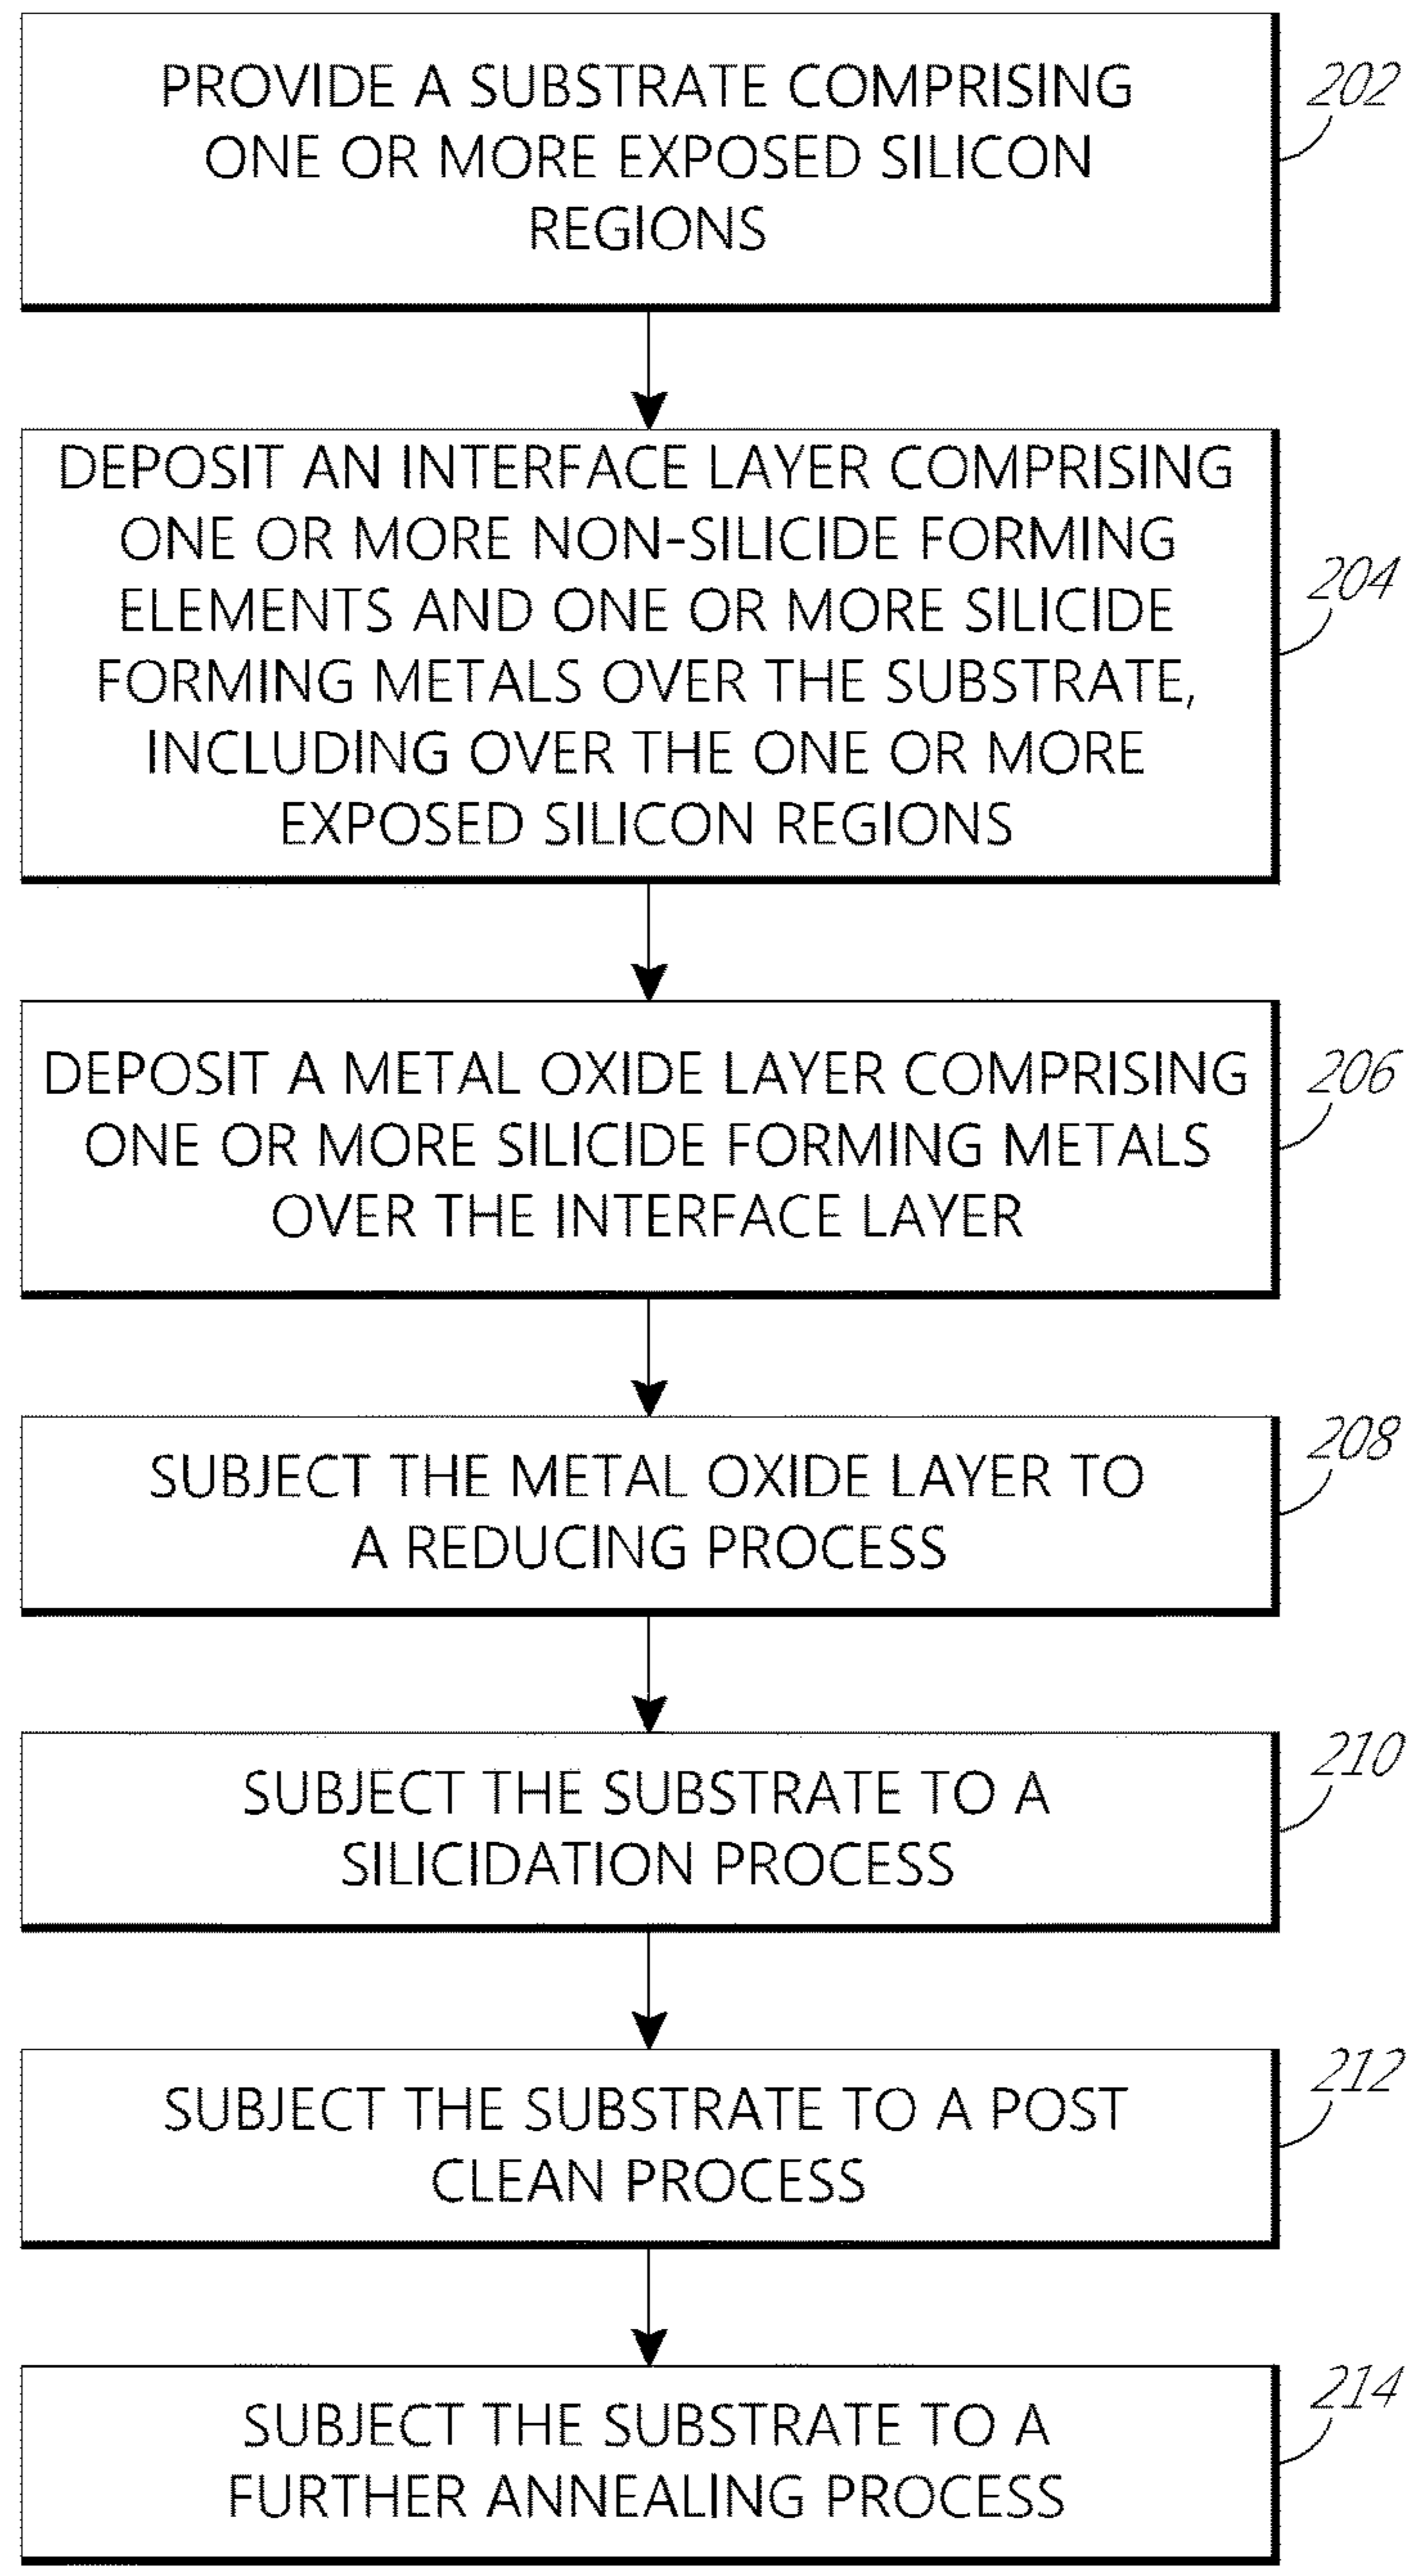 PROVIDE A SUBSTRATE COMPRISING
ONE OR MORE EXPOSED SILICON
REGIONS
202
DEPOSIT AN INTERFACE LAYER COMPRISING
ONE OR MORE NON-SILICIDE FORMING
ELEMENTS AND ONE OR MORE SILICIDE
FORMING METALS OVER THE SUBSTRATE,
INCLUDING OVER THE ONE OR MORE
EXPOSED SILICON REGIONS
204
DEPOSIT A METAL OXIDE LAYER COMPRISING
ONE OR MORE SILICIDE FORMING METALS
OVER THE INTERFACE LAYER
206
SUBJECT THE METAL OXIDE LAYER TO
A REDUCING PROCESS
208
SUBJECT THE SUBSTRATE TO A
SILICIDATION PROCESS
210
SUBJECT THE SUBSTRATE TO A POST
CLEAN PROCESS
212
SUBJECT THE SUBSTRATE TO A
FURTHER ANNEALING PROCESS
214